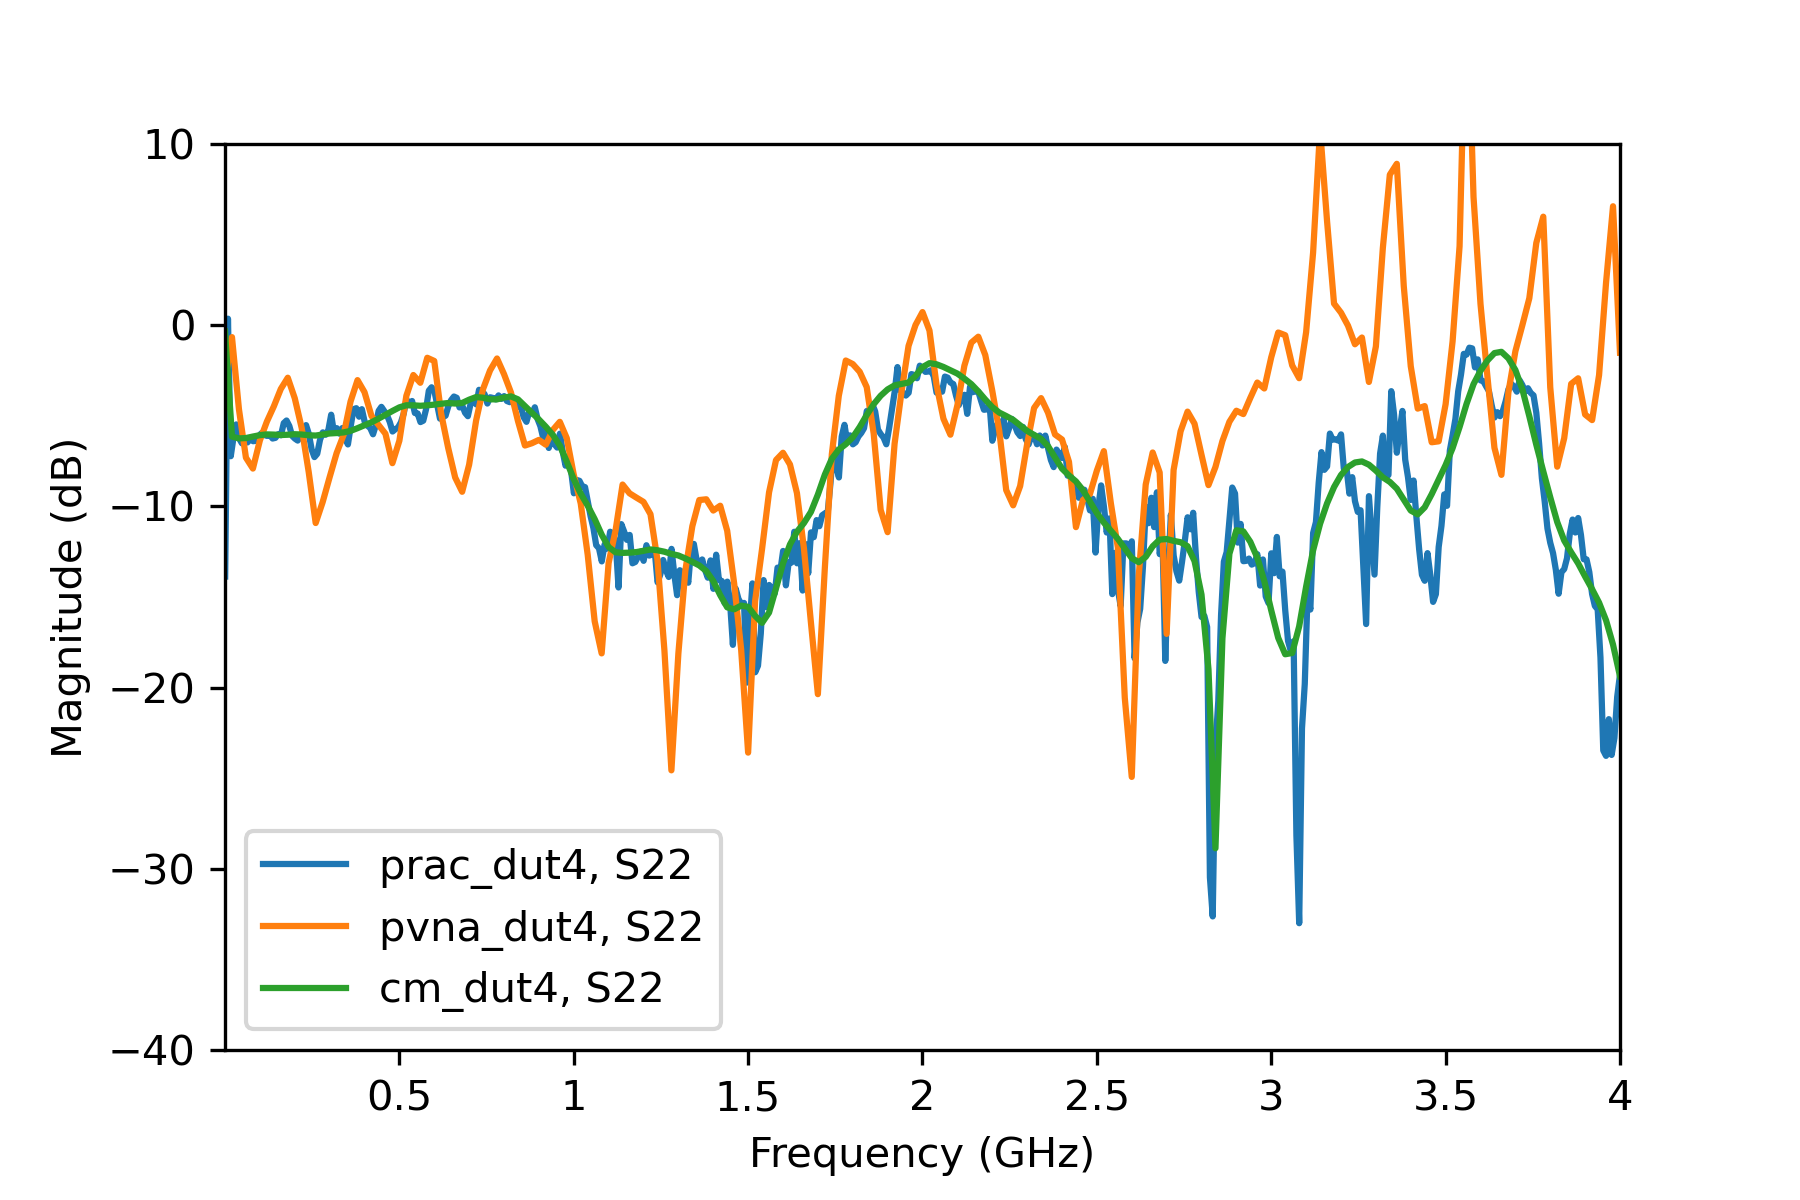 10
0
−10
−20
−30
−40
Magnitude (dB)
prac_dut4, S22
pvna_dut4, S22
cm_dut4, S22
0.5 1 1.5 2 2.5 3 3.5 4
Frequency (GHz)